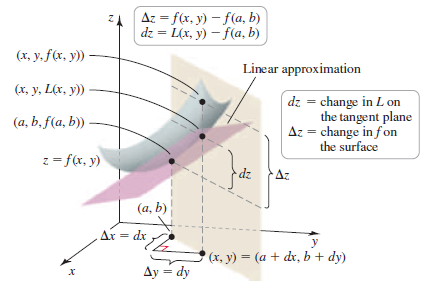 z
Δz = f(x, y) − f(a, b)
dz = L(x, y) − f(a, b)
(x, y, f(x, y))
Linear approximation
(x, y, L(x, y))
dz = change in L on
the tangent plane
Δz = change in f on
the surface
(a, b, f(a, b))
z = f(x, y)
dz
Δz
(a, b)
Δx = dx
y
(x, y) = (a + dx, b + dy)
x
Δy = dy